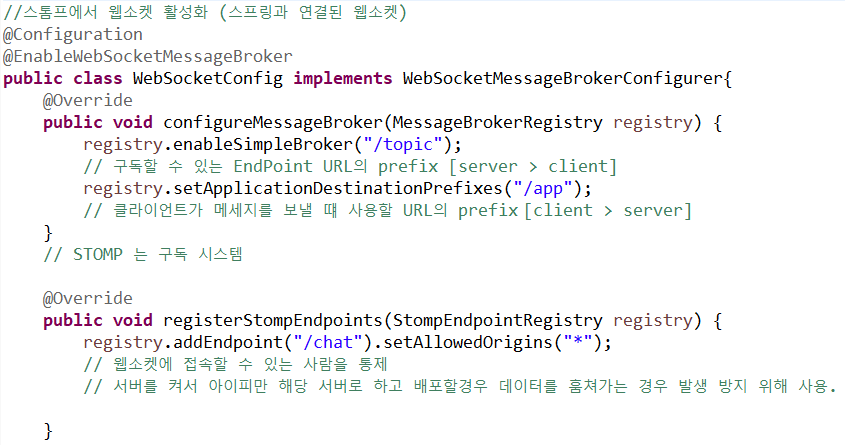 //스톰프에서 웹소켓 활성화 (스프링과 연결된 웹소켓)
@Configuration
@EnableWebSocketMessageBroker
public class WebSocketConfig implements WebSocketMessageBrokerConfigurer{
@Override
public void configureMessageBroker(MessageBrokerRegistry registry) {
registry.enableSimpleBroker("/topic");
// 구독할 수 있는 EndPoint URL의 prefix [server > client]
registry.setApplicationDestinationPrefixes("/app");
// 클라이언트가 메세지를 보낼 떄 사용할 URL의 prefix [client > server]
}
// STOMP 는 구독 시스템
@Override
public void registerStompEndpoints(StompEndpointRegistry registry) {
registry.addEndpoint("/chat").setAllowedOrigins("*");
// 웹소켓에 접속할 수 있는 사람을 통제
// 서버를 켜서 아이피만 해당 서버로 하고 배포할경우 데이터를 훔쳐가는 경우 발생 방지 위해 사용.
}